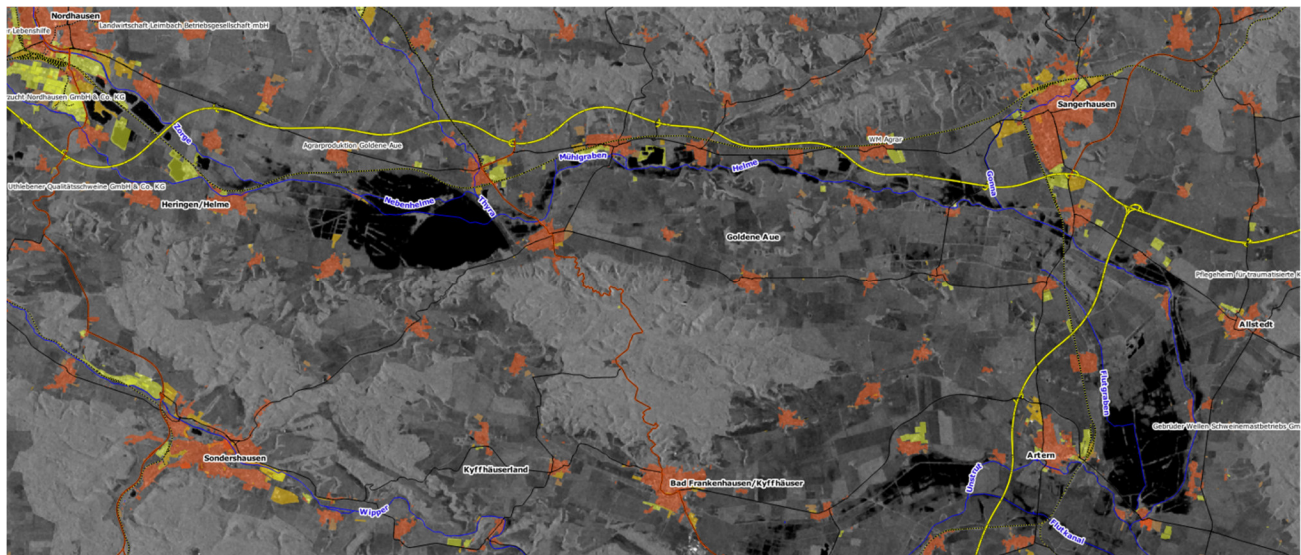 Nordhausen
Landwirtschaft Leimbach Betriebsgesellschaft mbH
r Lebenshilfe
zucht Nordhausen GmbH & Co. KG
Sangerhausen
Zorge
WM Agrar
Agrarproduktion Goldene Aue
Mühlgraben
Helme
Gonna
Uthlebener Qualitätsschweine GmbH & Co. KG
Heringen/Helme
Nebenhelme
Thyra
Goldene Aue
Pflegeheim für traumatisierte K
Allstedt
Flutgraben
Gebrüder Wellen Schweinemastbetriebs Gm
Sondershausen
Artern
Kyffhäuserland
Bad Frankenhausen/Kyffhäuser
Unstrut
Wipper
Flutkanal